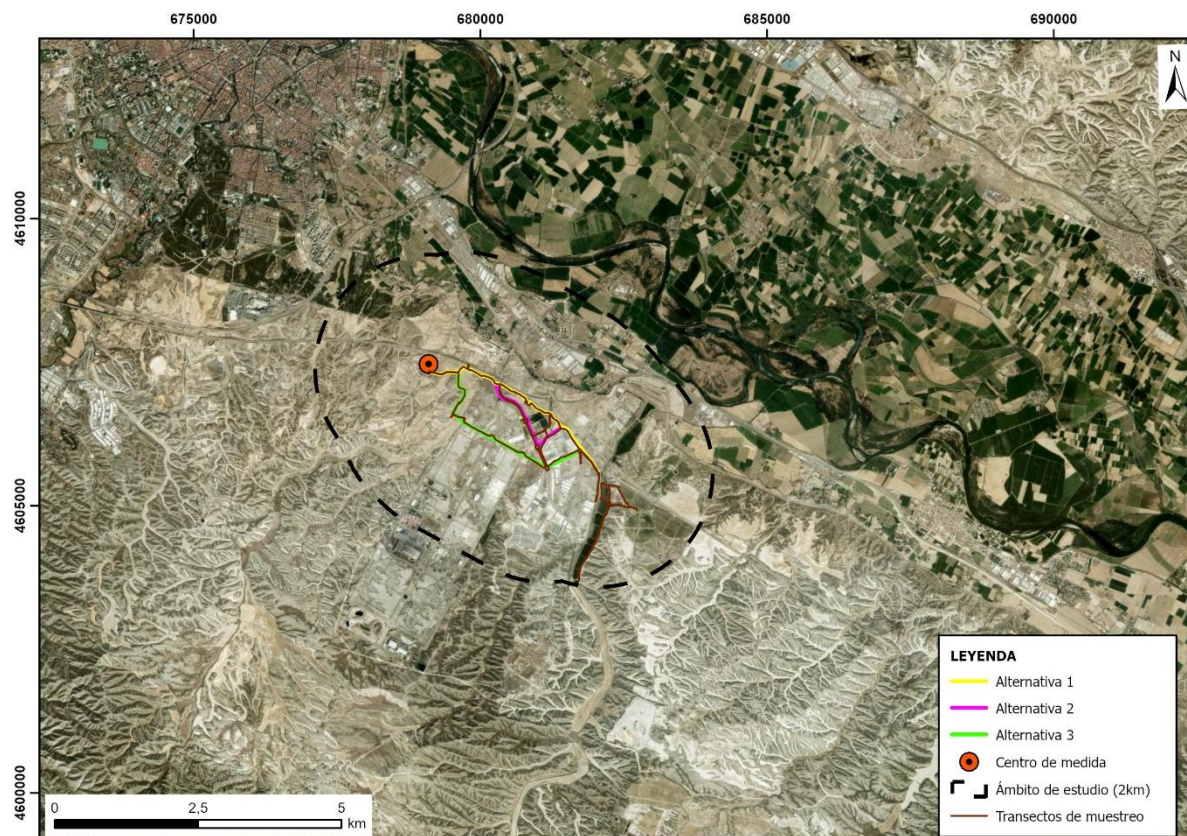 675000
680000
685000
690000
N
4610000
4605000
4600000
LEYENDA
Alternativa 1
Alternativa 2
Alternativa 3
Centro de medida
Ámbito de estudio (2km)
Transectos de muestreo
0
2,5
5
km